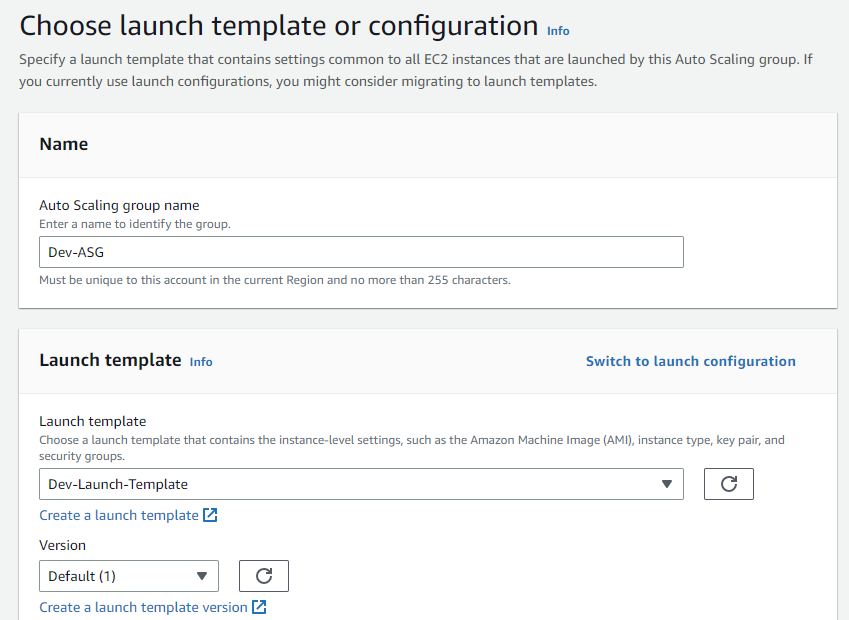 Choose launch template or configuration Info
Specify a launch template that contains settings common to all EC2 instances that are launched by this Auto Scaling group. If
you currently use launch configurations, you might consider migrating to launch templates.
Name
Auto Scaling group name
Enter a name to identify the group.
Dev-ASG
Must be unique to this account in the current Region and no more than 255 characters.
Launch template Info
Switch to launch configuration
Launch template
Choose a launch template that contains the instance-level settings, such as the Amazon Machine Image (AMI), instance type, key pair, and
security groups.
Dev-Launch-Template
Create a launch template
Version
Default (1)
Create a launch template version